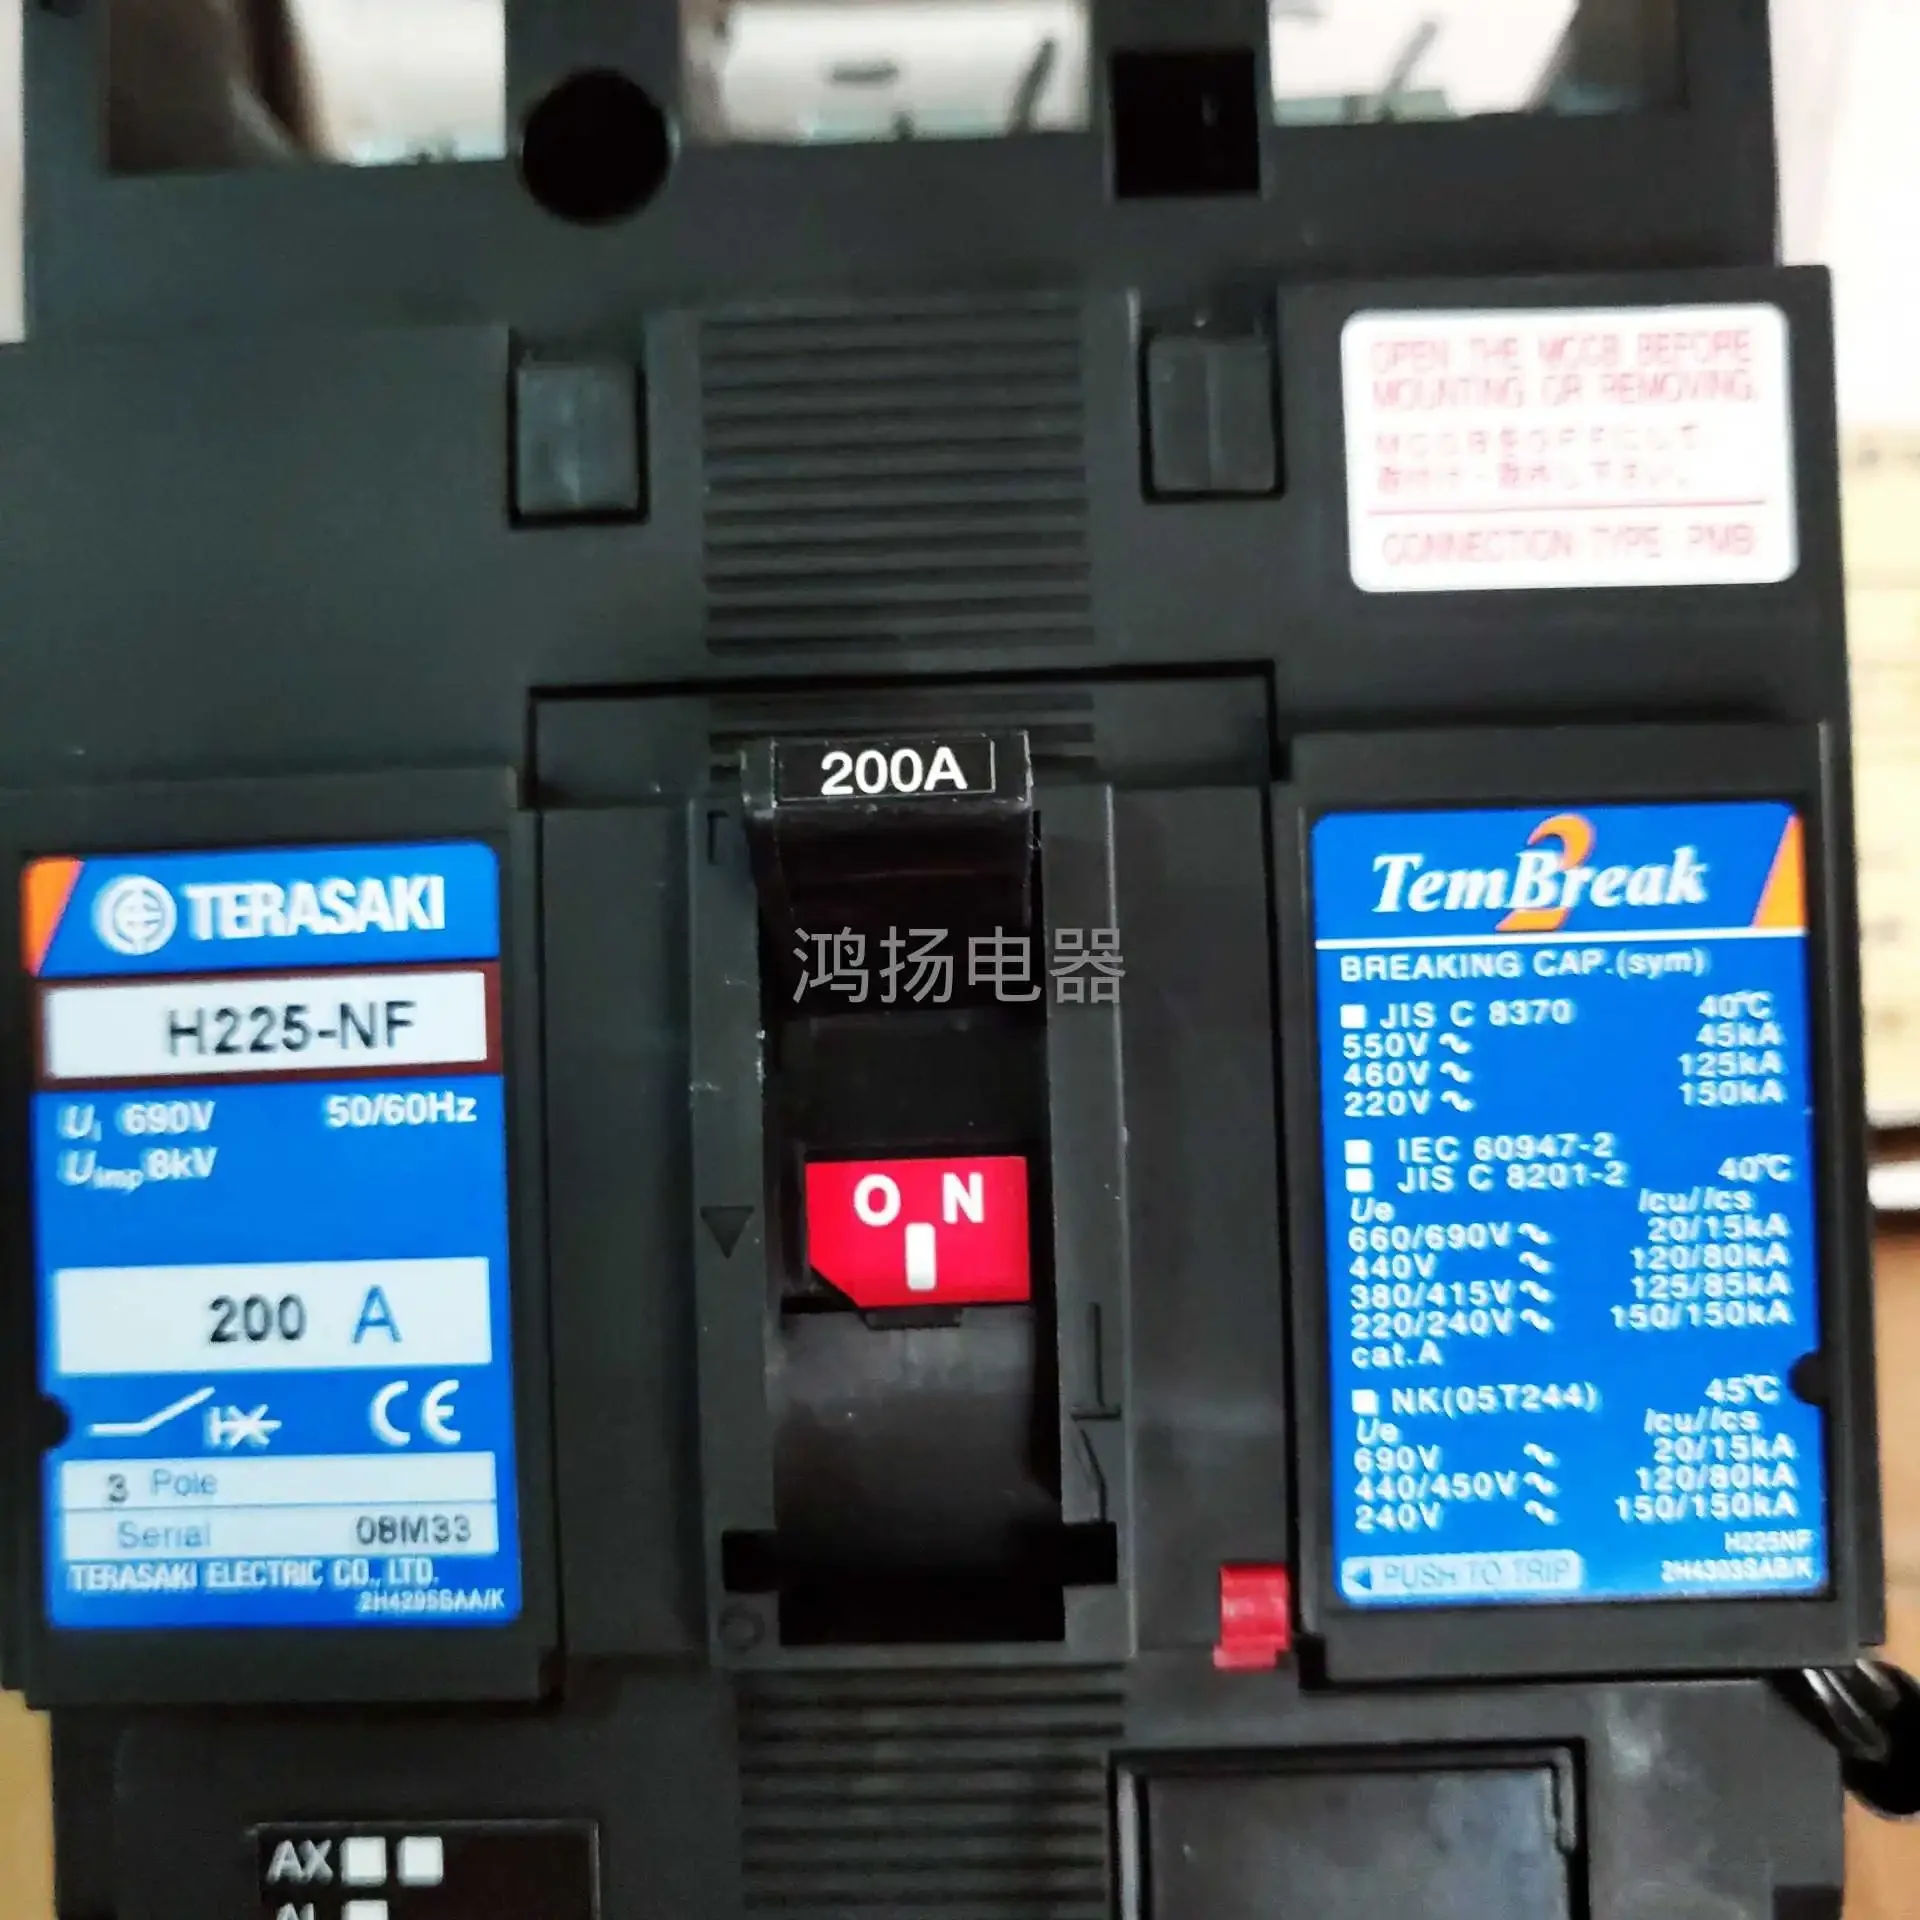 OPEN THE MCCB BEFORE
MOUNTING OR REMOVING.
CONNECTION TYPE PMB
200A
TERASAKI
H225-NF
Ui 690V 50/60Hz
Uimp 8kV
200 A
CE
3 Pole
Serial 08M33
TERASAKI ELECTRIC CO., LTD.
2H4295SAA/K
鸿扬电器
ON
TemBreak 2
BREAKING CAP.(sym)
■ JIS C 8370 40℃
550V ~ 45kA
460V ~ 125kA
220V ~ 150kA
■ IEC 60947-2
■ JIS C 8201-2 40℃
Ue Icu/Ics
660/690V ~ 20/15kA
440V ~ 120/80kA
380/415V ~ 125/85kA
220/240V ~ 150/150kA
cat.A
■ NK(05T244) 45℃
Ue Icu/Ics
690V ~ 20/15kA
440/450V ~ 120/80kA
240V ~ 150/150kA
H225NF
◀ PUSH TO TRIP
AX
AL